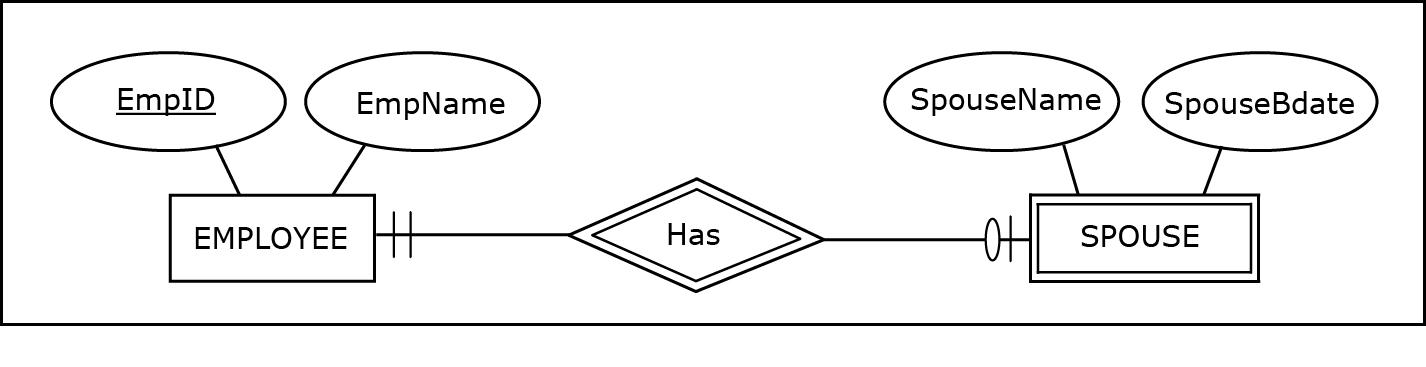 EmpID
EmpName
SpouseName
SpouseBdate
EMPLOYEE
Has
SPOUSE